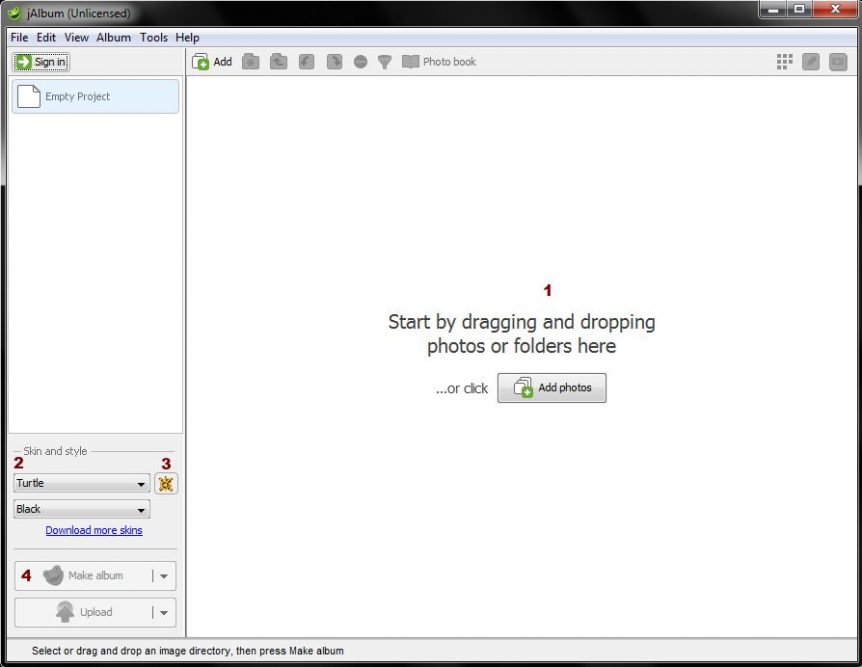 jAlbum (Unlicensed)
File Edit View Album Tools Help
Sign in
Add
Photo book
Empty Project
1
Start by dragging and dropping
photos or folders here
...or click
Add photos
Skin and style
2
3
Turtle
Black
Download more skins
4
Make album
Upload
Select or drag and drop an image directory, then press Make album